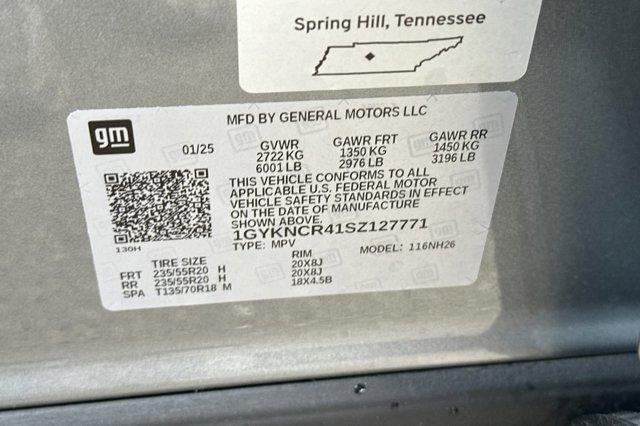 Spring Hill, Tennessee
gm
MFD BY GENERAL MOTORS LLC
01/25 GVWR GAWR FRT GAWR RR
2722 KG 1350 KG 1450 KG
6001 LB 2976 LB 3196 LB
THIS VEHICLE CONFORMS TO ALL
APPLICABLE U.S. FEDERAL MOTOR
VEHICLE SAFETY STANDARDS IN EFFECT
ON THE DATE OF MANUFACTURE
SHOWN ABOVE.
1GYKNCR41SZ127771
130H TYPE: MPV MODEL: 116NH26
TIRE SIZE RIM
FRT 235/55R20 H 20X8J
RR 235/55R20 H 20X8J
SPA T135/70R18 M 18X4.5B